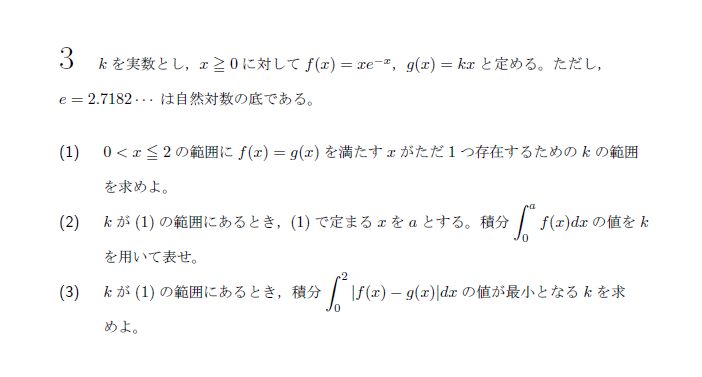 3 k を実数とし，x ≧ 0 に対して f(x) = xe^{-x}，g(x) = kx と定める。ただし，
e = 2.7182⋯ は自然対数の底である。
(1) 0 < x ≦ 2 の範囲に f(x) = g(x) を満たす x がただ 1 つ存在するための k の範囲
を求めよ。
(2) k が (1) の範囲にあるとき，(1) で定まる x を a とする。積分 ∫_0^a f(x)dx の値を k
を用いて表せ。
(3) k が (1) の範囲にあるとき，積分 ∫_0^2 |f(x) − g(x)|dx の値が最小となる k を求
めよ。